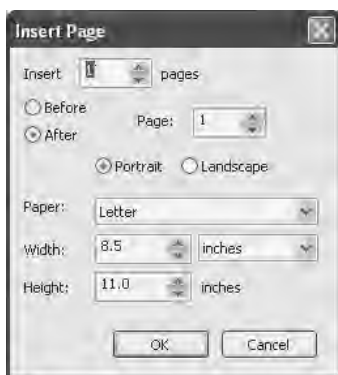 Insert Page
Insert 1 pages
Before
After
Page: 1
Portrait Landscape
Paper: Letter
Width: 8.5 inches
Height: 11.0 inches
OK Cancel